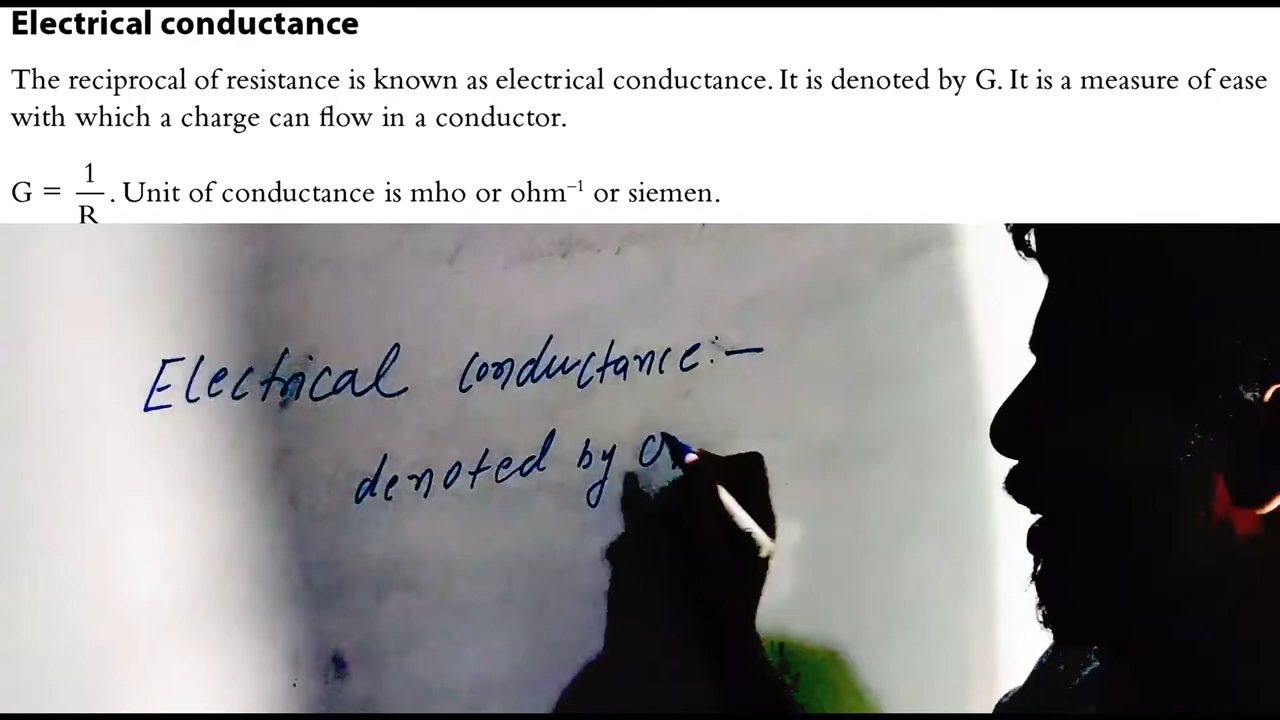 Electrical conductance
The reciprocal of resistance is known as electrical conductance. It is denoted by G. It is a measure of ease
with which a charge can flow in a conductor.
G = 1/R. Unit of conductance is mho or ohm⁻¹ or siemen.
Electrical conductance:-
denoted by